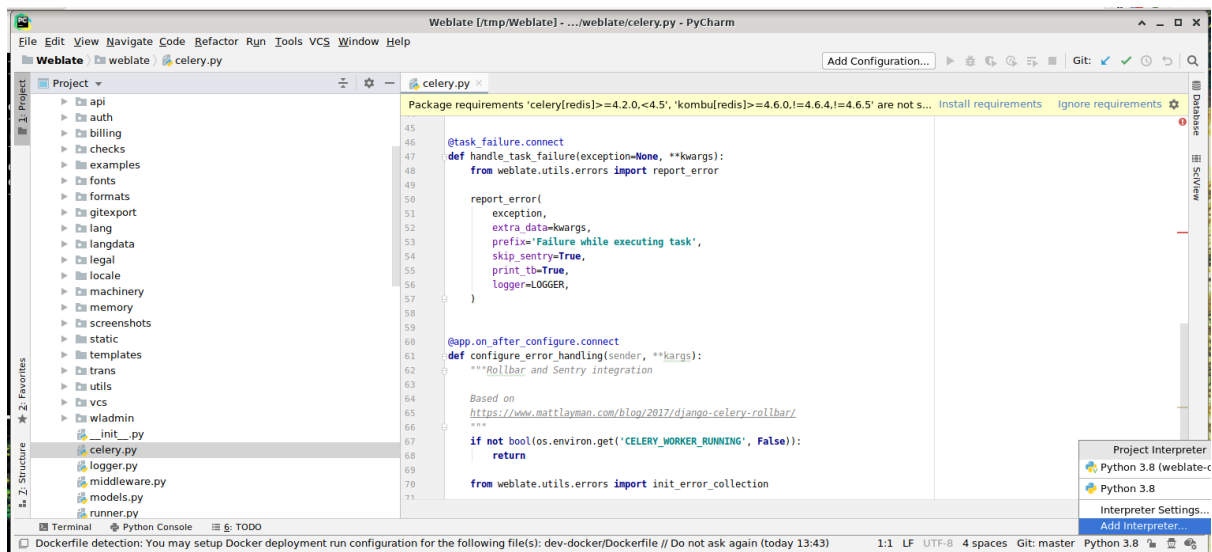 Weblate [/tmp/Weblate] - .../weblate/celery.py - PyCharm
File Edit View Navigate Code Refactor Run Tools VCS Window Help
Weblate weblate celery.py
Add Configuration...
Git:
Project
celery.py
1: Project
api
auth
billing
checks
examples
fonts
formats
gitexport
lang
langdata
legal
locale
machinery
memory
screenshots
static
templates
trans
utils
vcs
wladmin
__init__.py
celery.py
logger.py
middleware.py
models.py
runner.py
2: Favorites
7: Structure
Package requirements 'celery[redis]>=4.2.0,<4.5', 'kombu[redis]>=4.6.0,!=4.6.4,!=4.6.5' are not s... Install requirements Ignore requirements
45
46 @task_failure.connect
47 def handle_task_failure(exception=None, **kwargs):
48 from weblate.utils.errors import report_error
49
50 report_error(
51 exception,
52 extra_data=kwargs,
53 prefix='Failure while executing task',
54 skip_sentry=True,
55 print_tb=True,
56 logger=LOGGER,
57 )
58
59
60 @app.on_after_configure.connect
61 def configure_error_handling(sender, **kargs):
62 """Rollbar and Sentry integration
63
64 Based on
65 https://www.mattlayman.com/blog/2017/django-celery-rollbar/
66 """
67 if not bool(os.environ.get('CELERY_WORKER_RUNNING', False)):
68 return
69
70 from weblate.utils.errors import init_error_collection
71
Database
SciView
Project Interpreter
Python 3.8 (weblate-
Python 3.8
Interpreter Settings...
Add Interpreter...
Terminal Python Console 6: TODO
Dockerfile detection: You may setup Docker deployment run configuration for the following file(s): dev-docker/Dockerfile // Do not ask again (today 13:43) 1:1 LF UTF-8 4 spaces Git: master Python 3.8